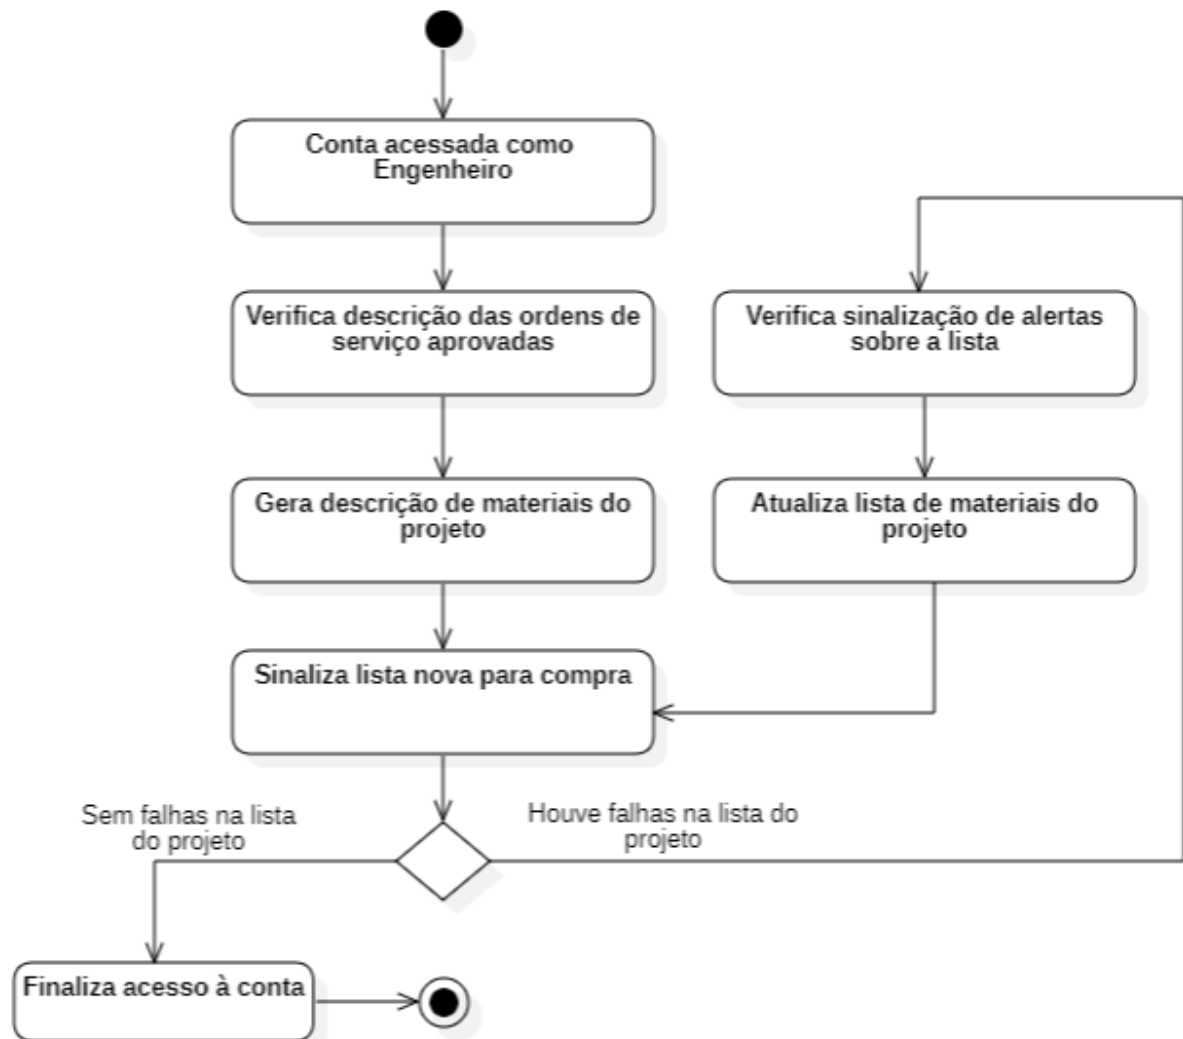 Conta acessada como
Engenheiro
Verifica descrição das ordens de
serviço aprovadas
Verifica sinalização de alertas
sobre a lista
Gera descrição de materiais do
projeto
Atualiza lista de materiais do
projeto
Sinaliza lista nova para compra
Sem falhas na lista
do projeto
Houve falhas na lista do
projeto
Finaliza acesso à conta